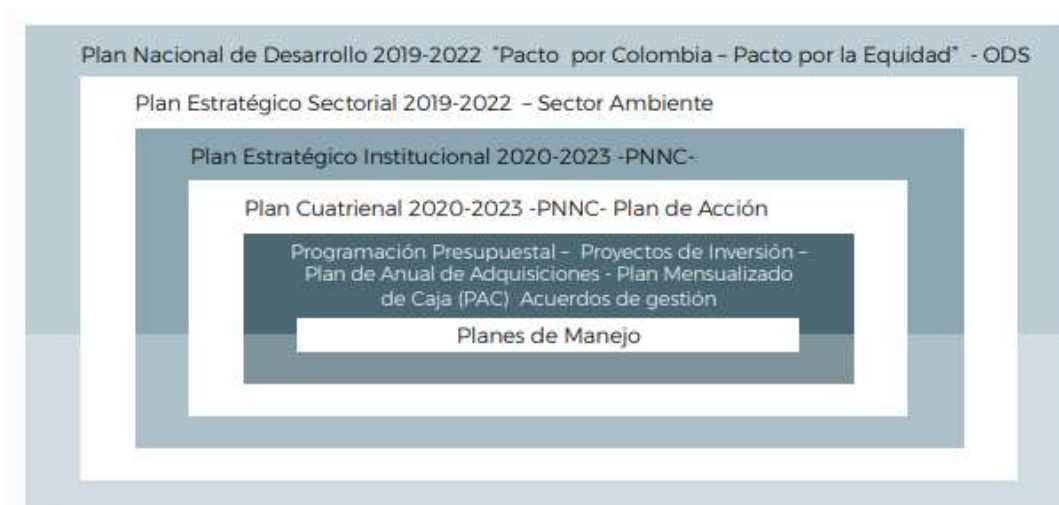 Plan Nacional de Desarrollo 2019-2022 "Pacto por Colombia – Pacto por la Equidad" - ODS
Plan Estratégico Sectorial 2019-2022 – Sector Ambiente
Plan Estratégico Institucional 2020-2023 -PNNC-
Plan Cuatrienal 2020-2023 -PNNC- Plan de Acción
Programación Presupuestal – Proyectos de Inversión –
Plan de Anual de Adquisiciones - Plan Mensualizado
de Caja (PAC) Acuerdos de gestión
Planes de Manejo